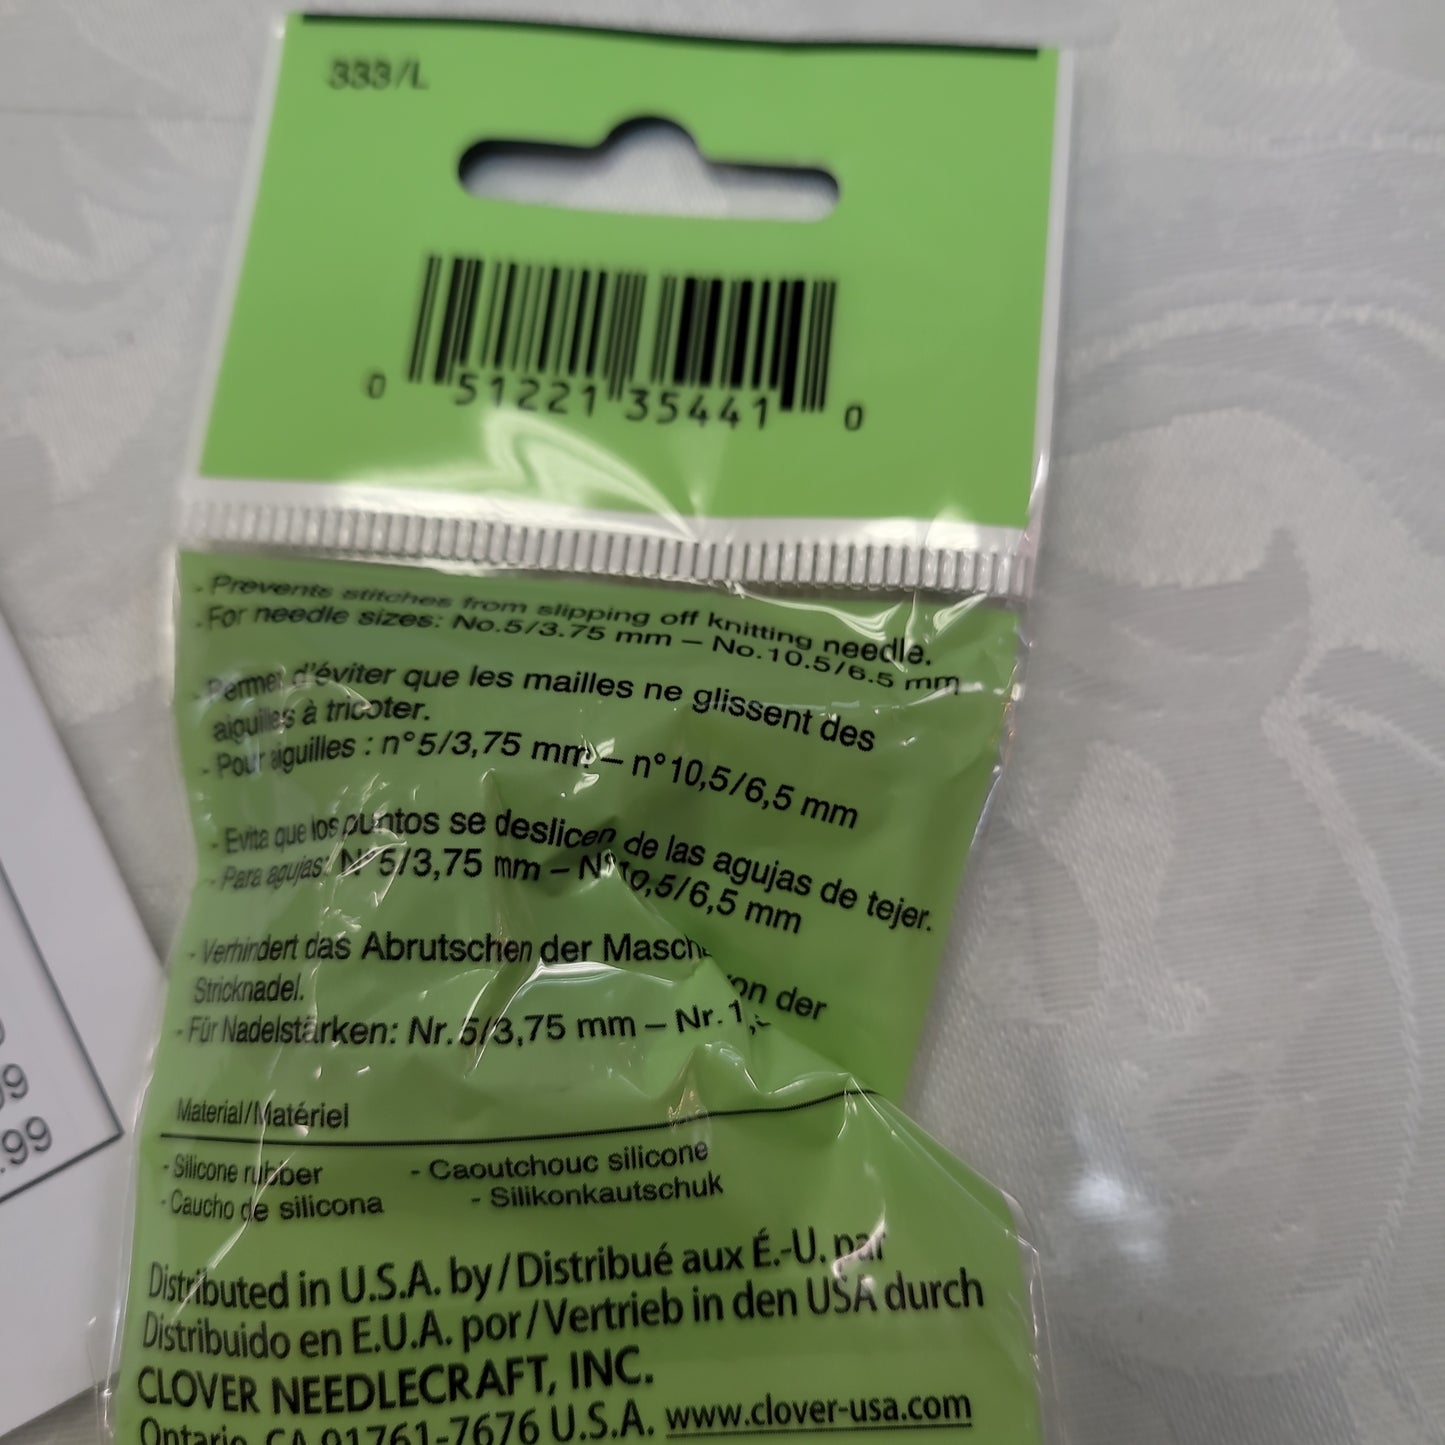 333/L
0 51221 35441 0
- Prevents stitches from slipping off knitting needle.
- For needle sizes: No.5/3.75 mm – No.10.5/6.5 mm
- Permet d'éviter que les mailles ne glissent des
aiguilles à tricoter.
- Pour aiguilles : n°5/3,75 mm – n°10,5/6,5 mm
- Evita que los puntos se deslicen de las agujas de tejer.
- Para agujas: N°5/3,75 mm – N°10,5/6,5 mm
- Verhindert das Abrutschen der von der
Stricknadel.
- Für Nadelstärken: Nr. 5/3,75 mm – Nr.
Material/Matériel
- Silicone rubber - Caoutchouc silicone
- Caucho de silicona - Silikonkautschuk
Distributed in U.S.A. by/Distribué aux É.-U. par
Distribuido en E.U.A. por/Vertrieb in den USA durch
CLOVER NEEDLECRAFT, INC.
Ontario, CA 91761-7676 U.S.A. www.clover-usa.com
99
.99